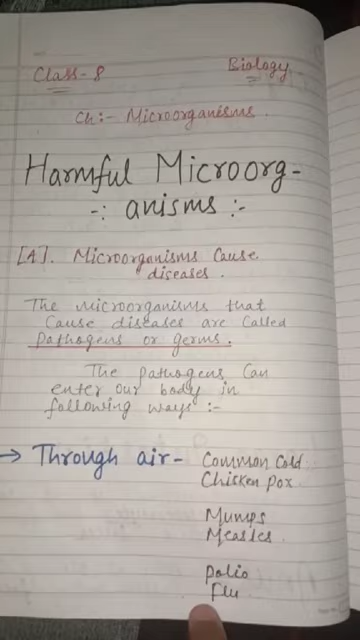 Class-8 Biology
Ch:- Microorganisms.
Harmful Microorg-
-: anisms :-
[A]. Microorganisms Cause
diseases.
The microorganisms that
Cause diseases are called
pathogens or germs.
The pathogens Can
enter our body in
following ways :-
→ Through air- Common Cold
Chicken pox.
Mumps
Measles.
polio
Flu